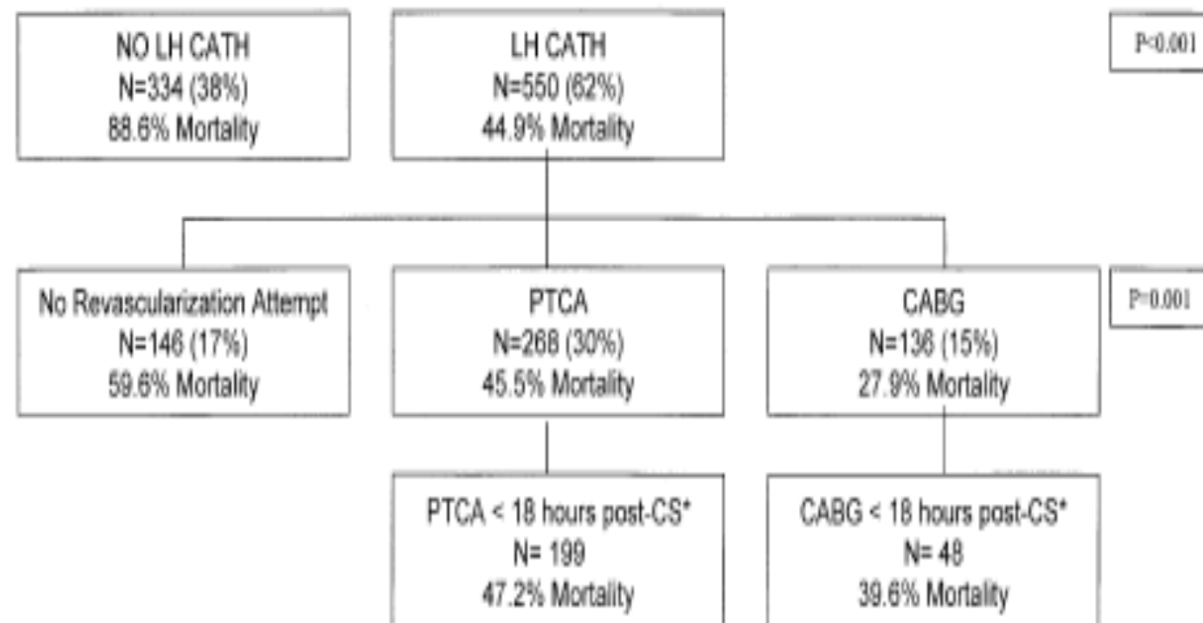 NO LH CATH
N=334 (38%)
88.6% Mortality
LH CATH
N=550 (62%)
44.9% Mortality
P<0.001
No Revascularization Attempt
N=146 (17%)
59.6% Mortality
PTCA
N=268 (30%)
45.5% Mortality
CABG
N=136 (15%)
27.9% Mortality
P=0.001
PTCA < 18 hours post-CS*
N= 199
47.2% Mortality
CABG < 18 hours post-CS*
N= 48
39.6% Mortality